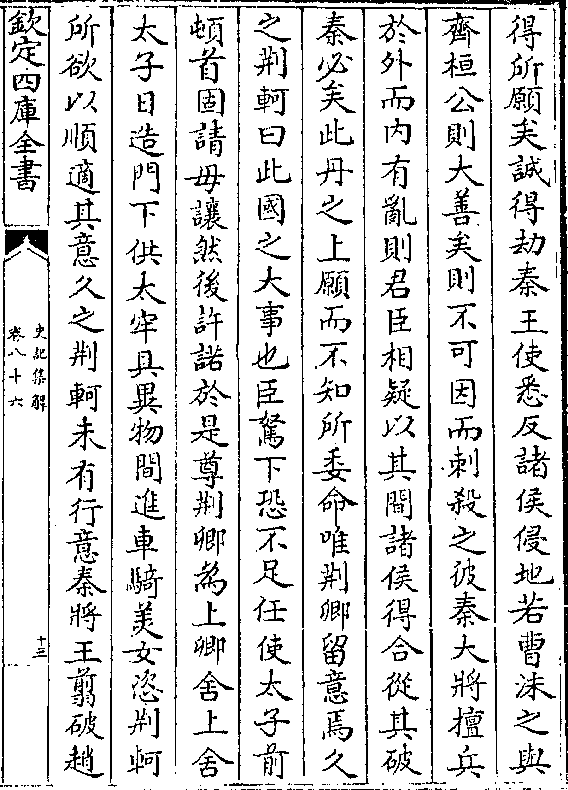 得所願矣誠得劫秦王使悉反諸侯侵地若曹沬之與
齊桓公則大善矣則不可因而刺殺之彼秦大將擅兵
於外而内有亂則君臣相疑以其間諸侯得合從其破
秦必矣此丹之上願而不知所委命唯荆卿留意焉久
之荆軻曰此國之大事也臣駑下恐不足任使太子前
頓首固請毋讓然後許諾於是尊荆卿為上卿舍上舍
太子日造門下供太牢具異物間進車騎美女恣荆軻
所欲以順適其意久之荆軻未有行意秦將王翦破趙
欽定四庫全書
史記集解
卷八十六
十三